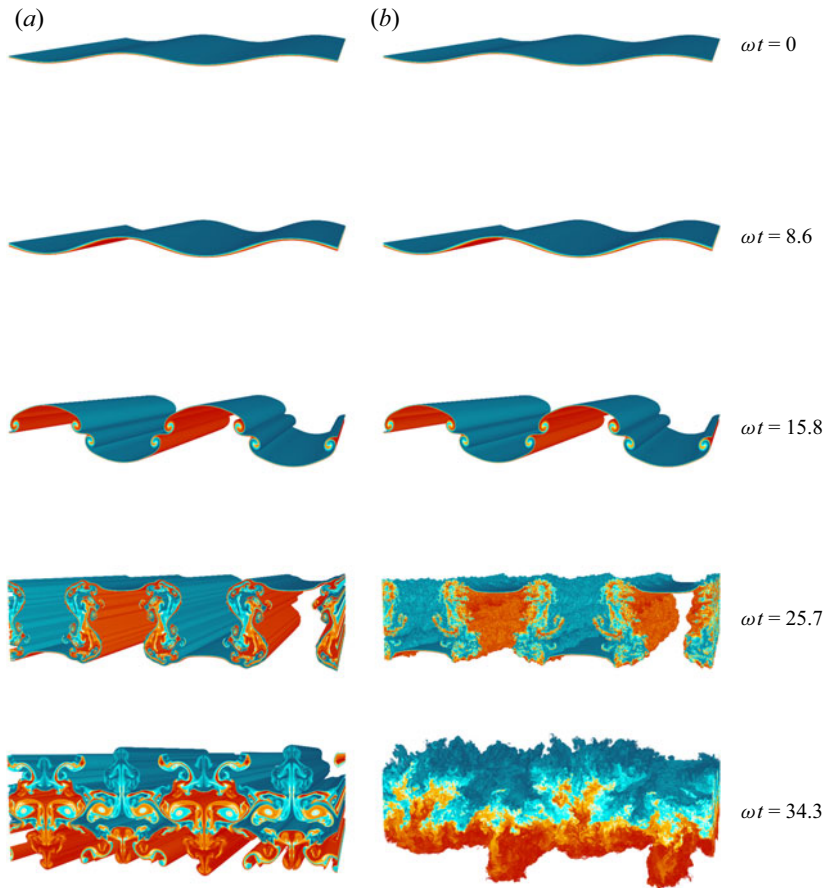 (a) (b)
ωt = 0
ωt = 8.6
ωt = 15.8
ωt = 25.7
ωt = 34.3